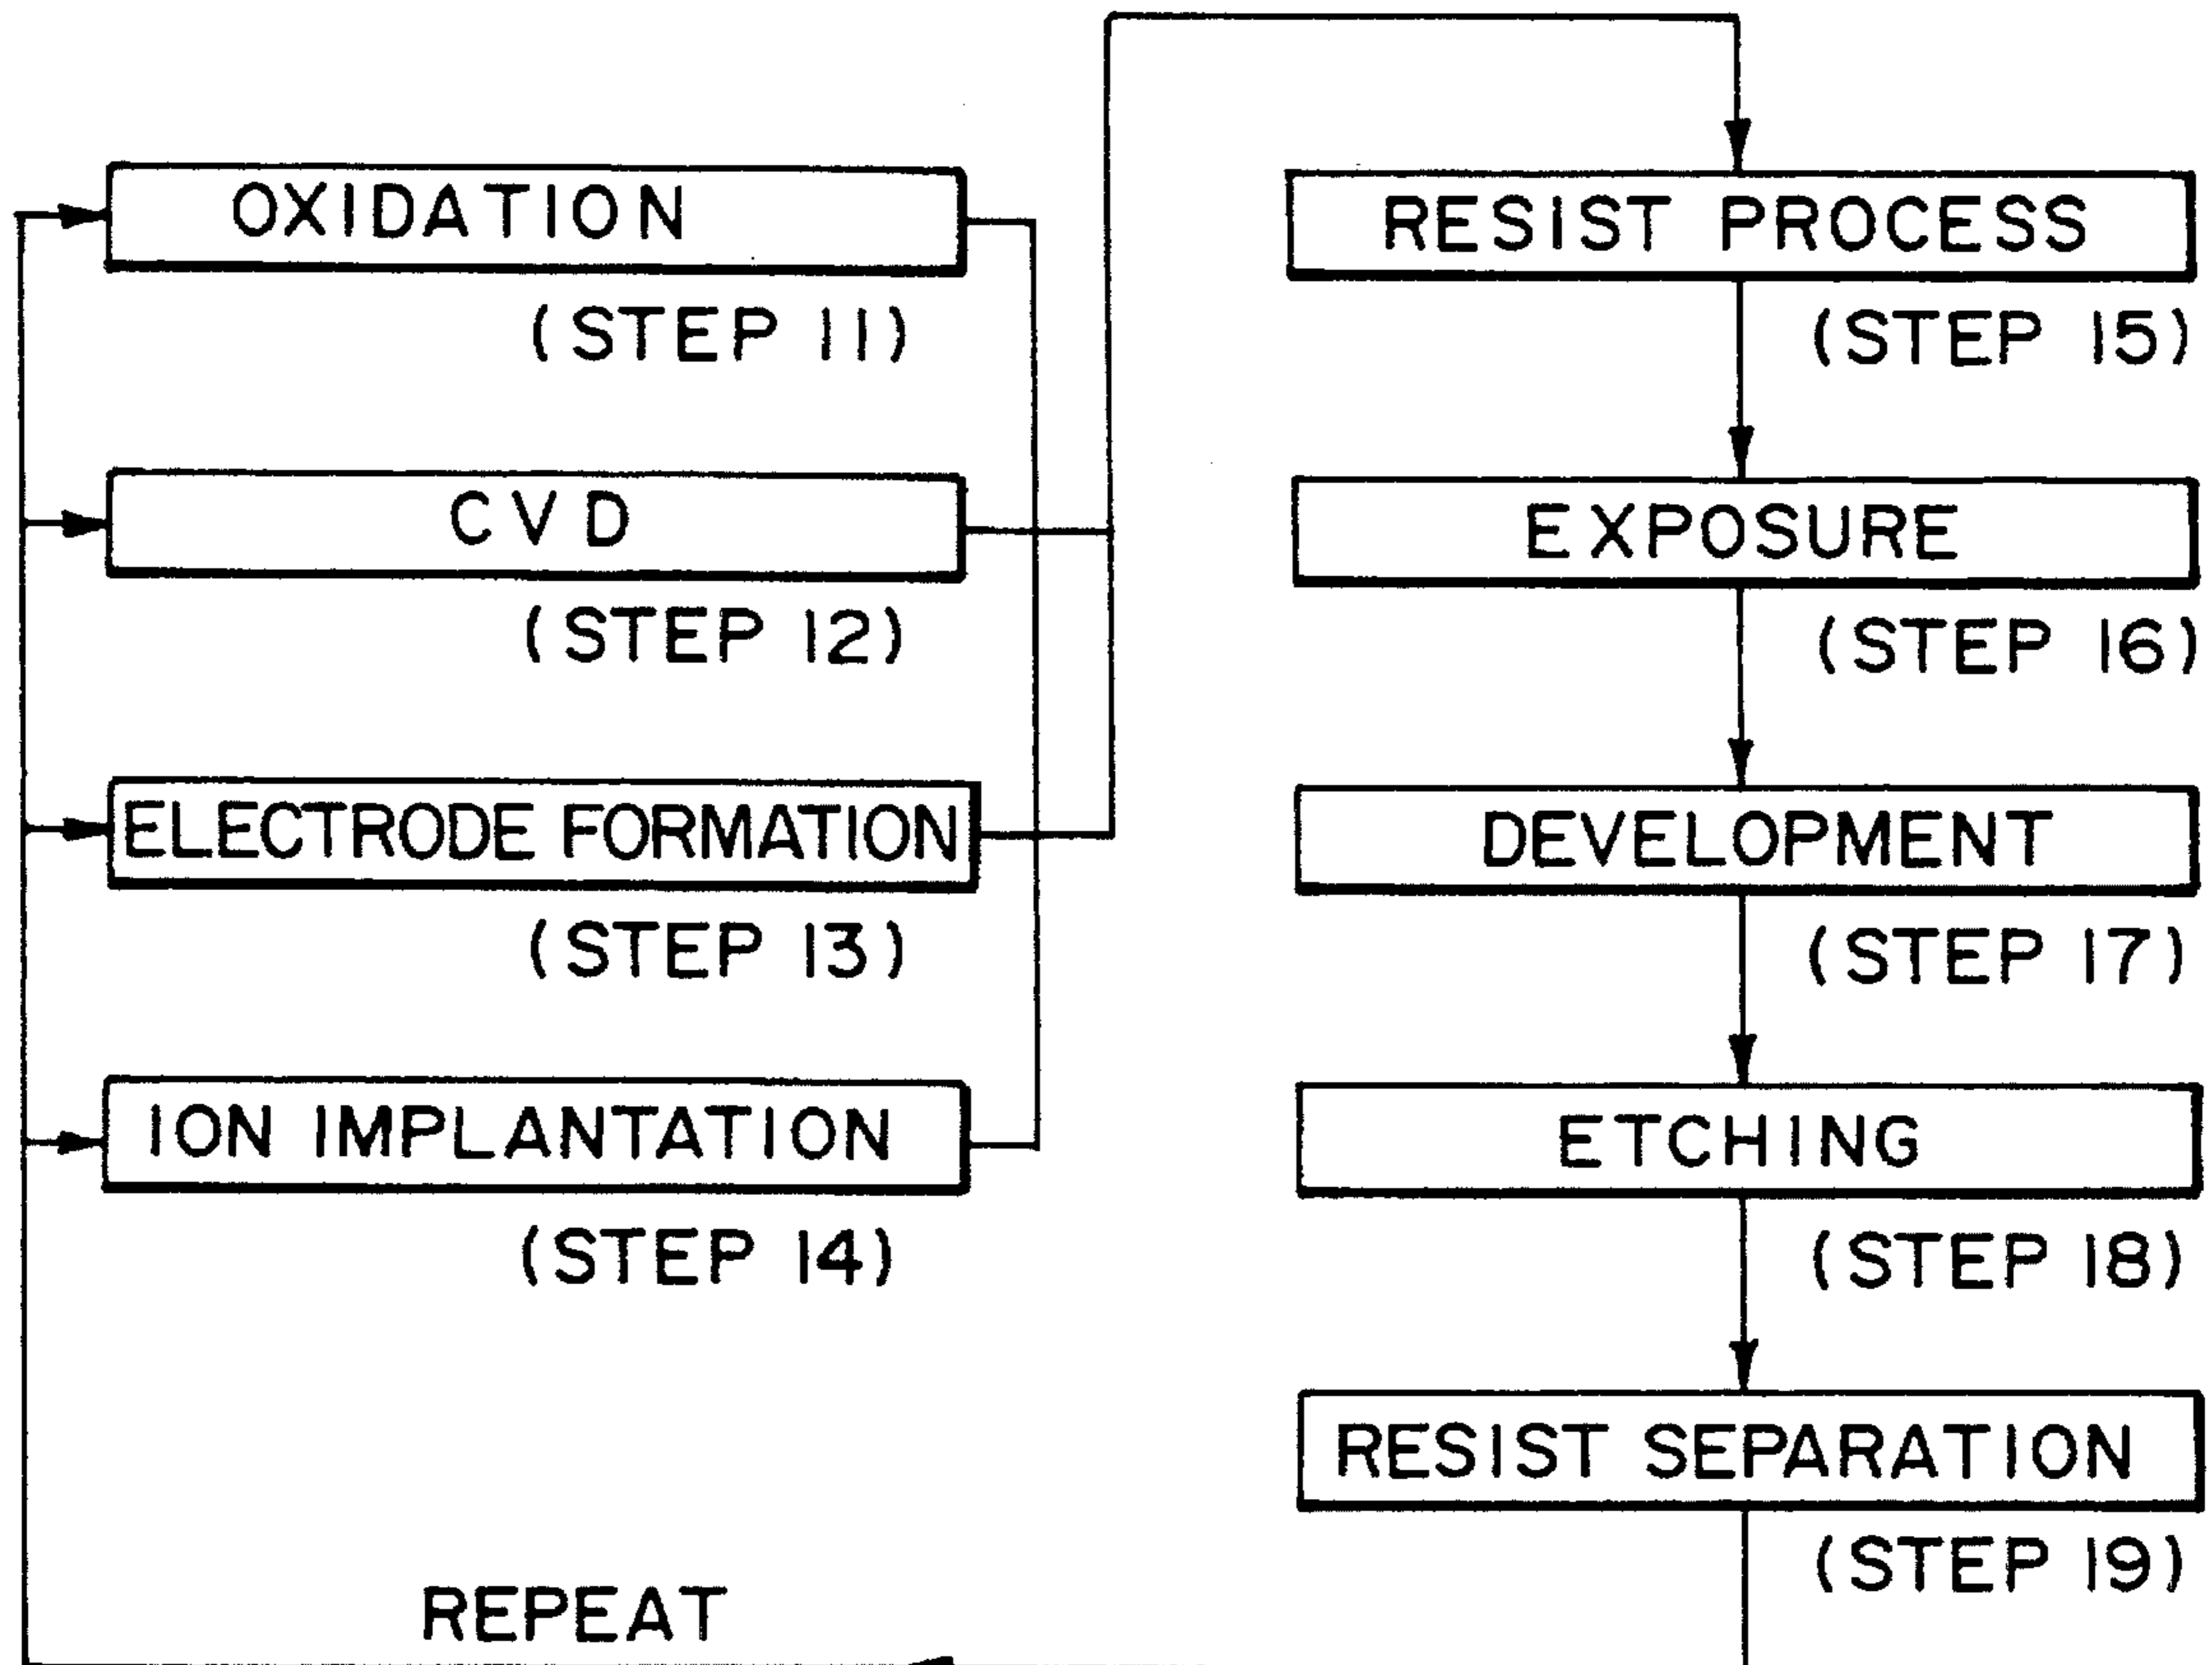 OXIDATION
(STEP 11)
CVD
(STEP 12)
ELECTRODE FORMATION
(STEP 13)
ION IMPLANTATION
(STEP 14)
RESIST PROCESS
(STEP 15)
EXPOSURE
(STEP 16)
DEVELOPMENT
(STEP 17)
ETCHING
(STEP 18)
RESIST SEPARATION
(STEP 19)
REPEAT